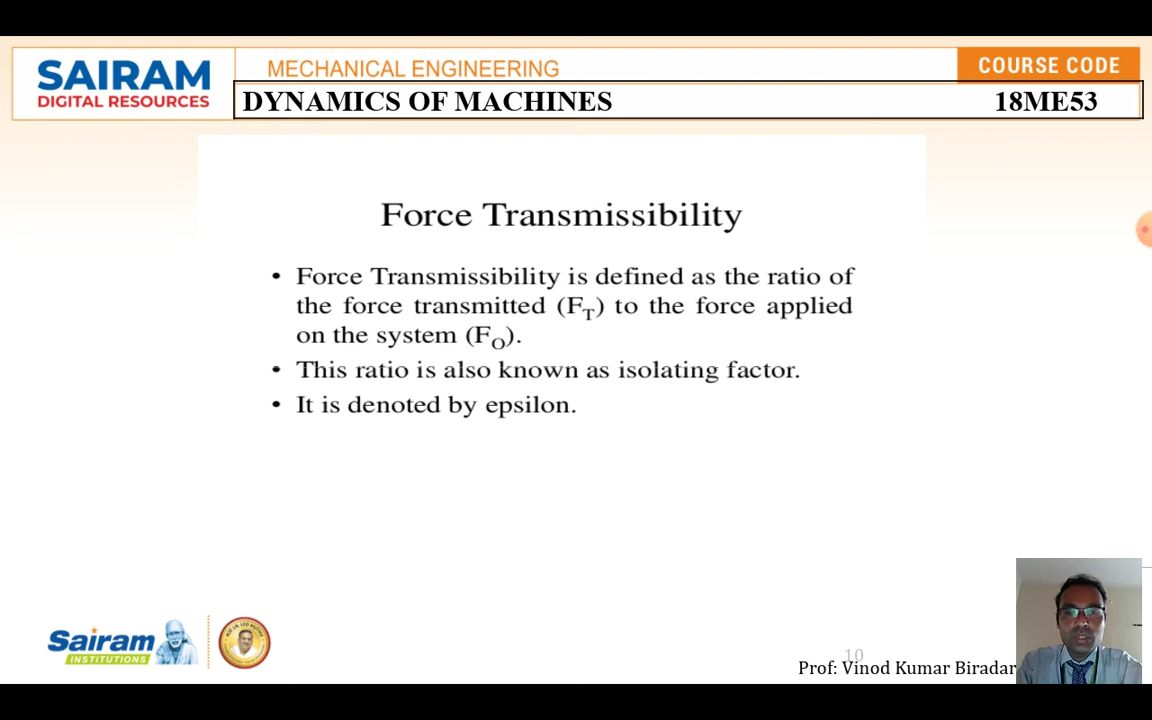 SAIRAM
DIGITAL RESOURCES
MECHANICAL ENGINEERING
COURSE CODE
DYNAMICS OF MACHINES
18ME53
Force Transmissibility
• Force Transmissibility is defined as the ratio of
the force transmitted (FT) to the force applied
on the system (FO).
• This ratio is also known as isolating factor.
• It is denoted by epsilon.
Sairam
INSTITUTIONS
10
Prof: Vinod Kumar Biradar